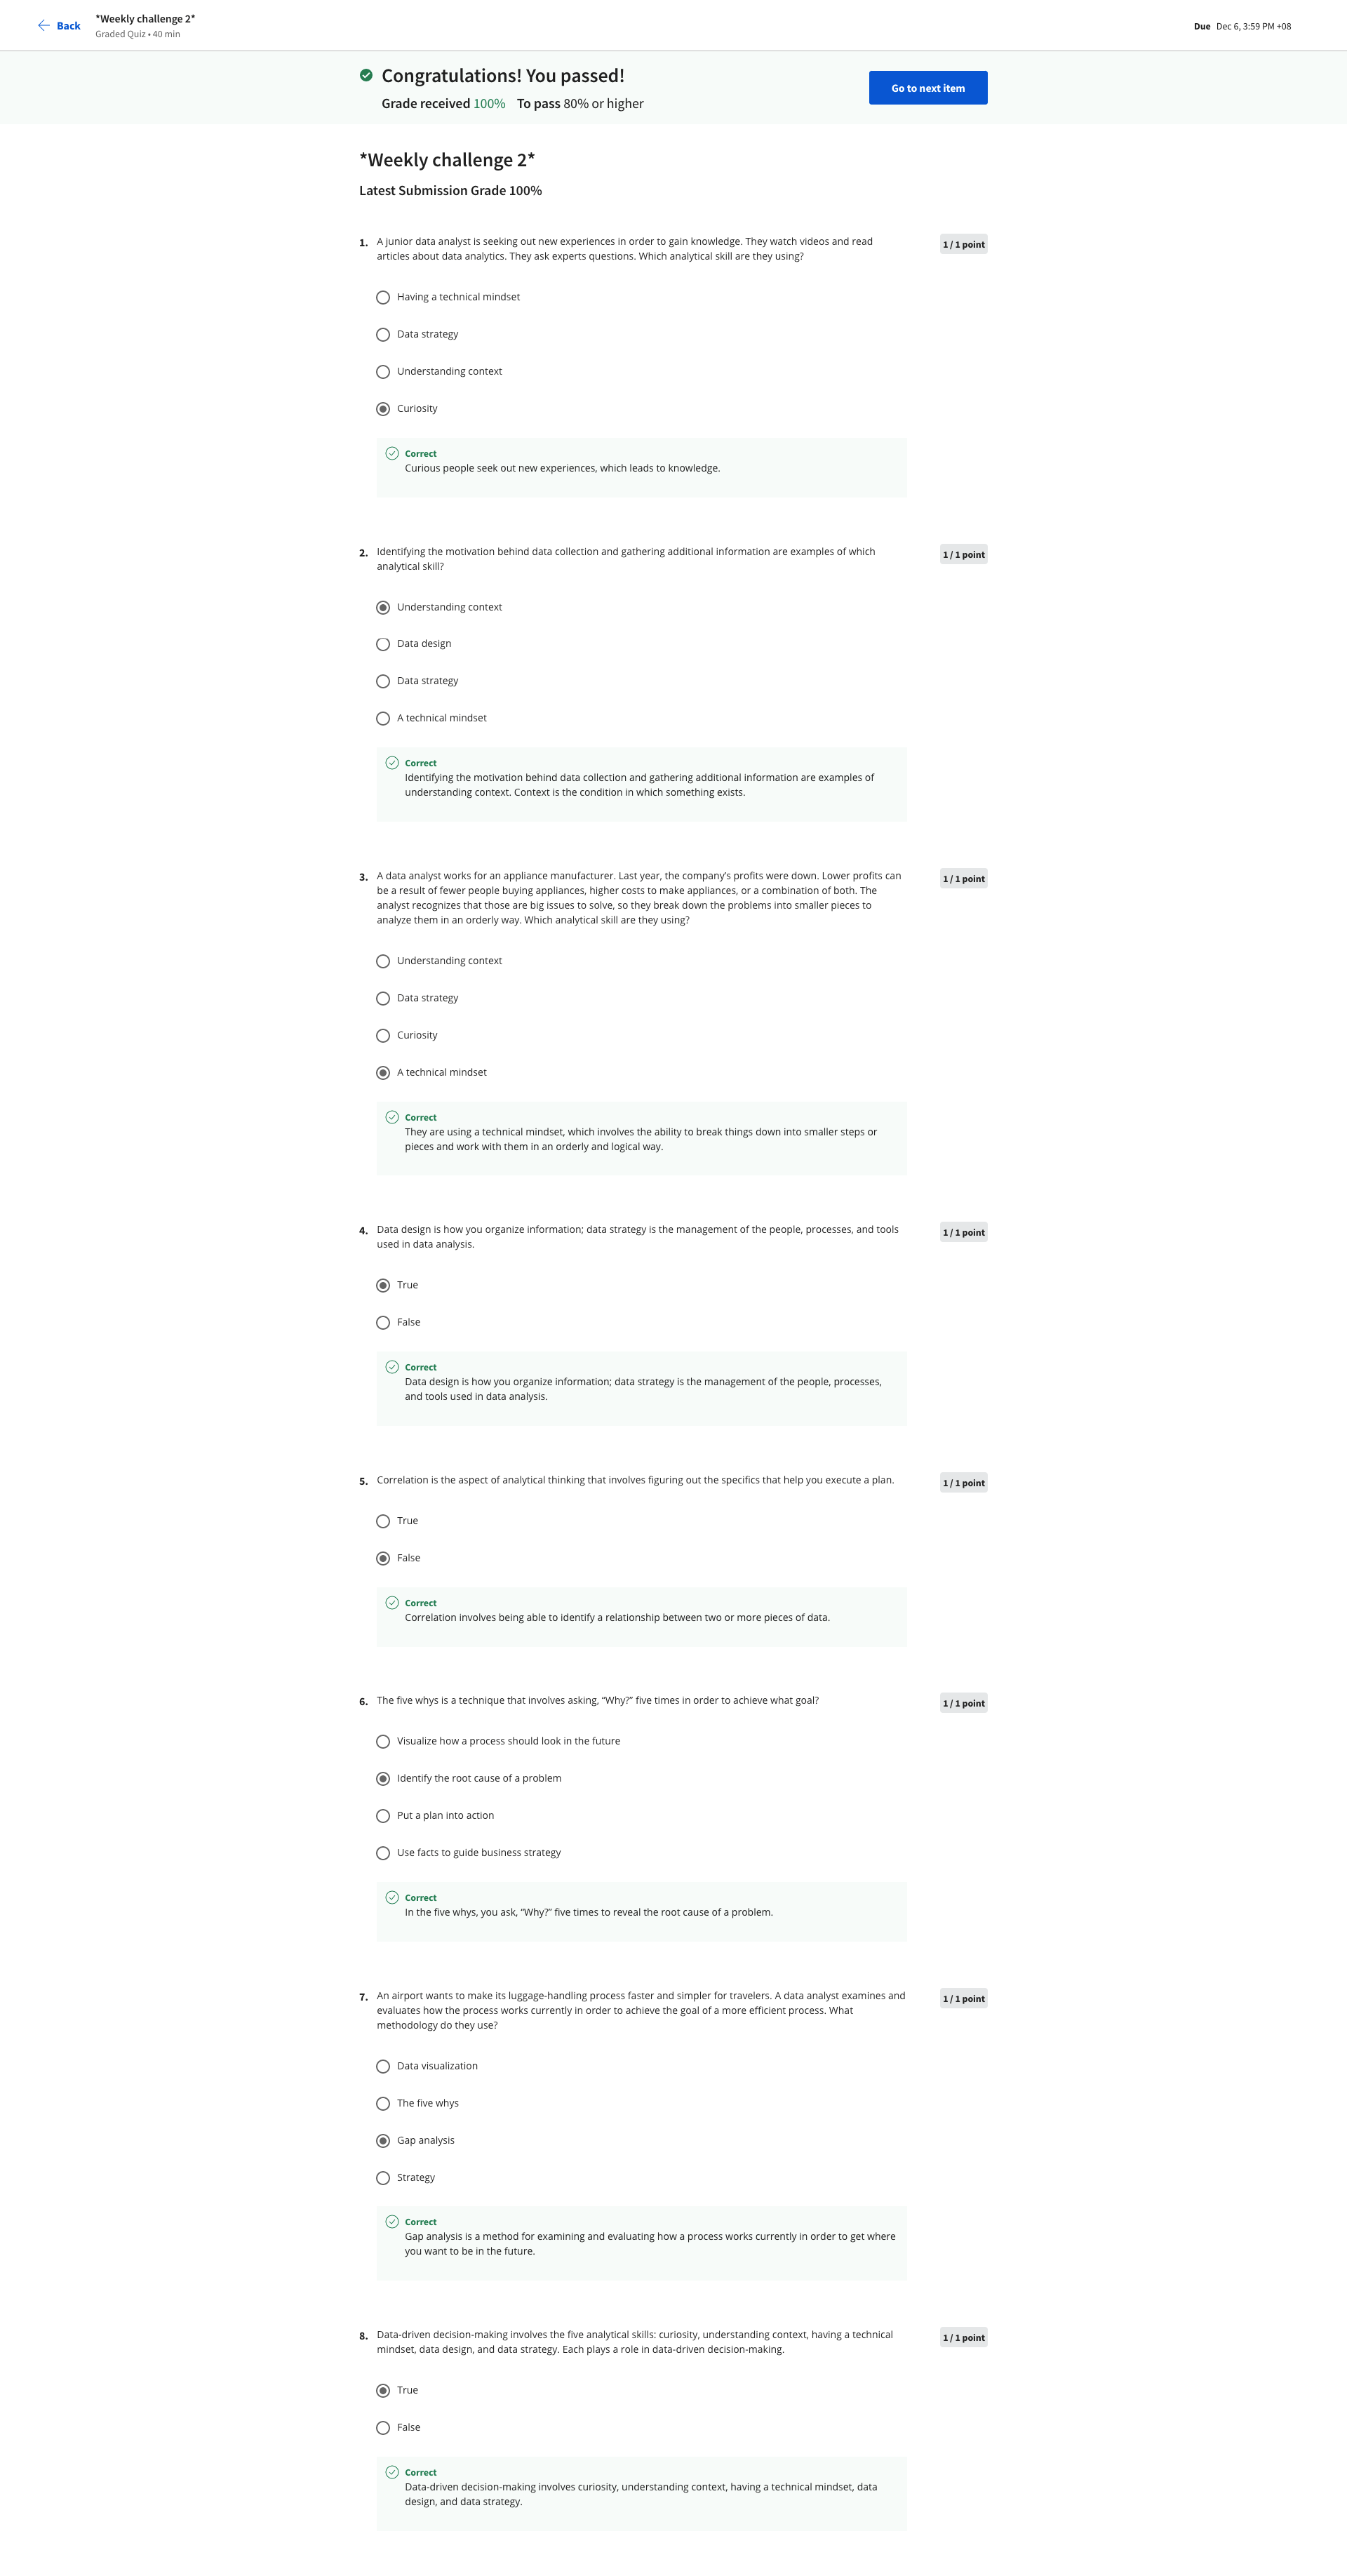 Back
*Weekly challenge 2*
Graded Quiz • 40 min
Due Dec 6, 3:59 PM +08
Congratulations! You passed!
Grade received 100% To pass 80% or higher
Go to next item
*Weekly challenge 2*
Latest Submission Grade 100%
1. A junior data analyst is seeking out new experiences in order to gain knowledge. They watch videos and read
articles about data analytics. They ask experts questions. Which analytical skill are they using?
1 / 1 point
Having a technical mindset
Data strategy
Understanding context
Curiosity
Correct
Curious people seek out new experiences, which leads to knowledge.
2. Identifying the motivation behind data collection and gathering additional information are examples of which
analytical skill?
1 / 1 point
Understanding context
Data design
Data strategy
A technical mindset
Correct
Identifying the motivation behind data collection and gathering additional information are examples of
understanding context. Context is the condition in which something exists.
3. A data analyst works for an appliance manufacturer. Last year, the company’s profits were down. Lower profits can
be a result of fewer people buying appliances, higher costs to make appliances, or a combination of both. The
analyst recognizes that those are big issues to solve, so they break down the problems into smaller pieces to
analyze them in an orderly way. Which analytical skill are they using?
1 / 1 point
Understanding context
Data strategy
Curiosity
A technical mindset
Correct
They are using a technical mindset, which involves the ability to break things down into smaller steps or
pieces and work with them in an orderly and logical way.
4. Data design is how you organize information; data strategy is the management of the people, processes, and tools
used in data analysis.
1 / 1 point
True
False
Correct
Data design is how you organize information; data strategy is the management of the people, processes,
and tools used in data analysis.
5. Correlation is the aspect of analytical thinking that involves figuring out the specifics that help you execute a plan.
1 / 1 point
True
False
Correct
Correlation involves being able to identify a relationship between two or more pieces of data.
6. The five whys is a technique that involves asking, “Why?” five times in order to achieve what goal?
1 / 1 point
Visualize how a process should look in the future
Identify the root cause of a problem
Put a plan into action
Use facts to guide business strategy
Correct
In the five whys, you ask, “Why?” five times to reveal the root cause of a problem.
7. An airport wants to make its luggage-handling process faster and simpler for travelers. A data analyst examines and
evaluates how the process works currently in order to achieve the goal of a more efficient process. What
methodology do they use?
1 / 1 point
Data visualization
The five whys
Gap analysis
Strategy
Correct
Gap analysis is a method for examining and evaluating how a process works currently in order to get where
you want to be in the future.
8. Data-driven decision-making involves the five analytical skills: curiosity, understanding context, having a technical
mindset, data design, and data strategy. Each plays a role in data-driven decision-making.
1 / 1 point
True
False
Correct
Data-driven decision-making involves curiosity, understanding context, having a technical mindset, data
design, and data strategy.